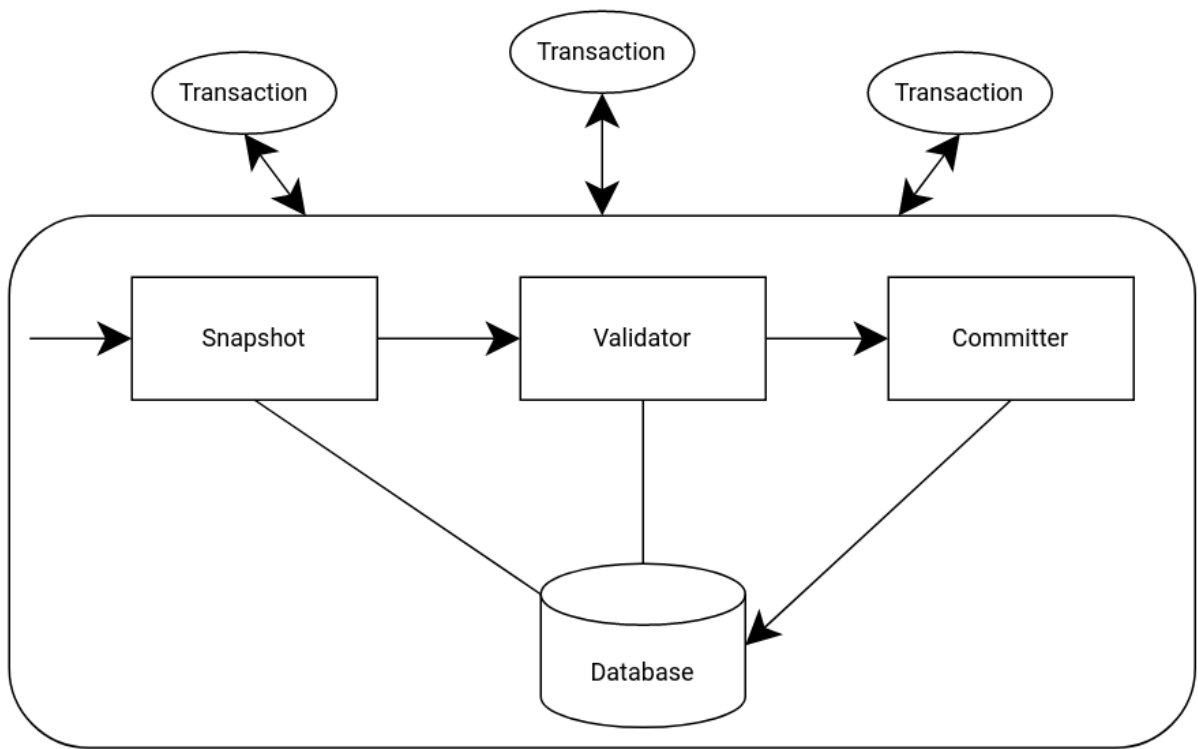 Transaction
Transaction
Transaction
Snapshot
Validator
Committer
Database